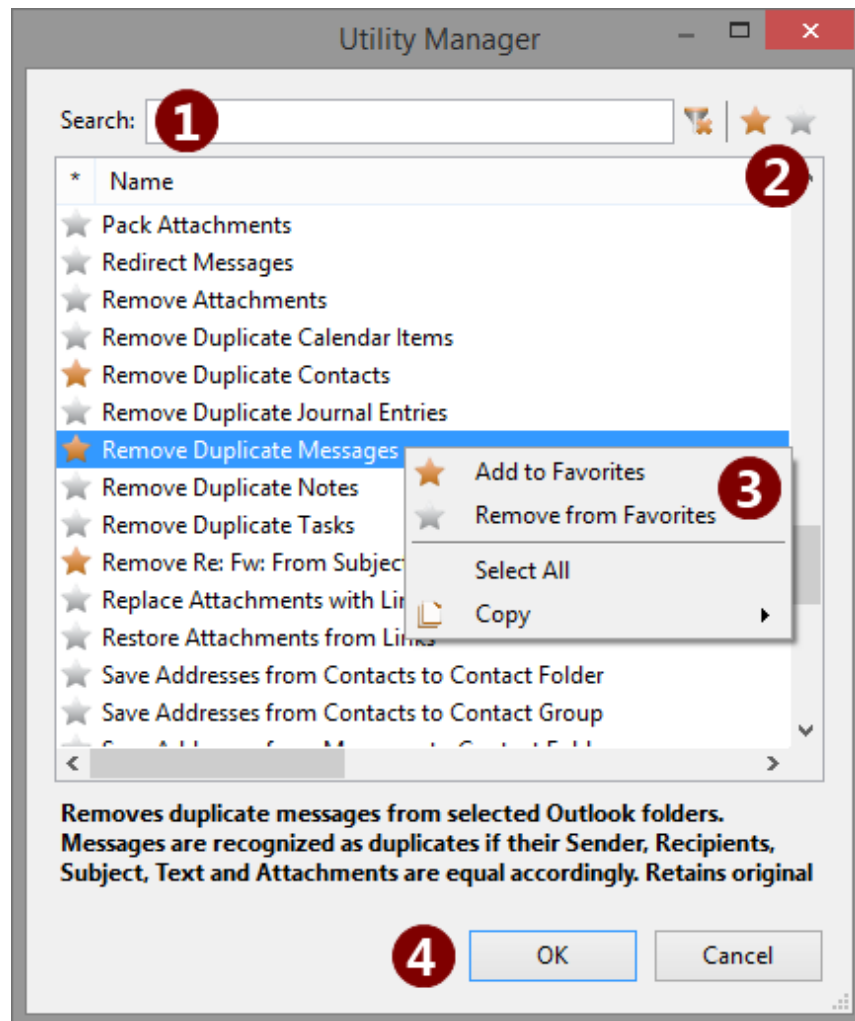 Utility Manager
Search:
1
2
* Name
Pack Attachments
Redirect Messages
Remove Attachments
Remove Duplicate Calendar Items
Remove Duplicate Contacts
Remove Duplicate Journal Entries
Remove Duplicate Messages
Add to Favorites
3
Remove from Favorites
Select All
Copy
Remove Duplicate Notes
Remove Duplicate Tasks
Remove Re: Fw: From Subjec
Replace Attachments with Lin
Restore Attachments from Links
Save Addresses from Contacts to Contact Folder
Save Addresses from Contacts to Contact Group
Removes duplicate messages from selected Outlook folders.
Messages are recognized as duplicates if their Sender, Recipients,
Subject, Text and Attachments are equal accordingly. Retains original
4
OK
Cancel